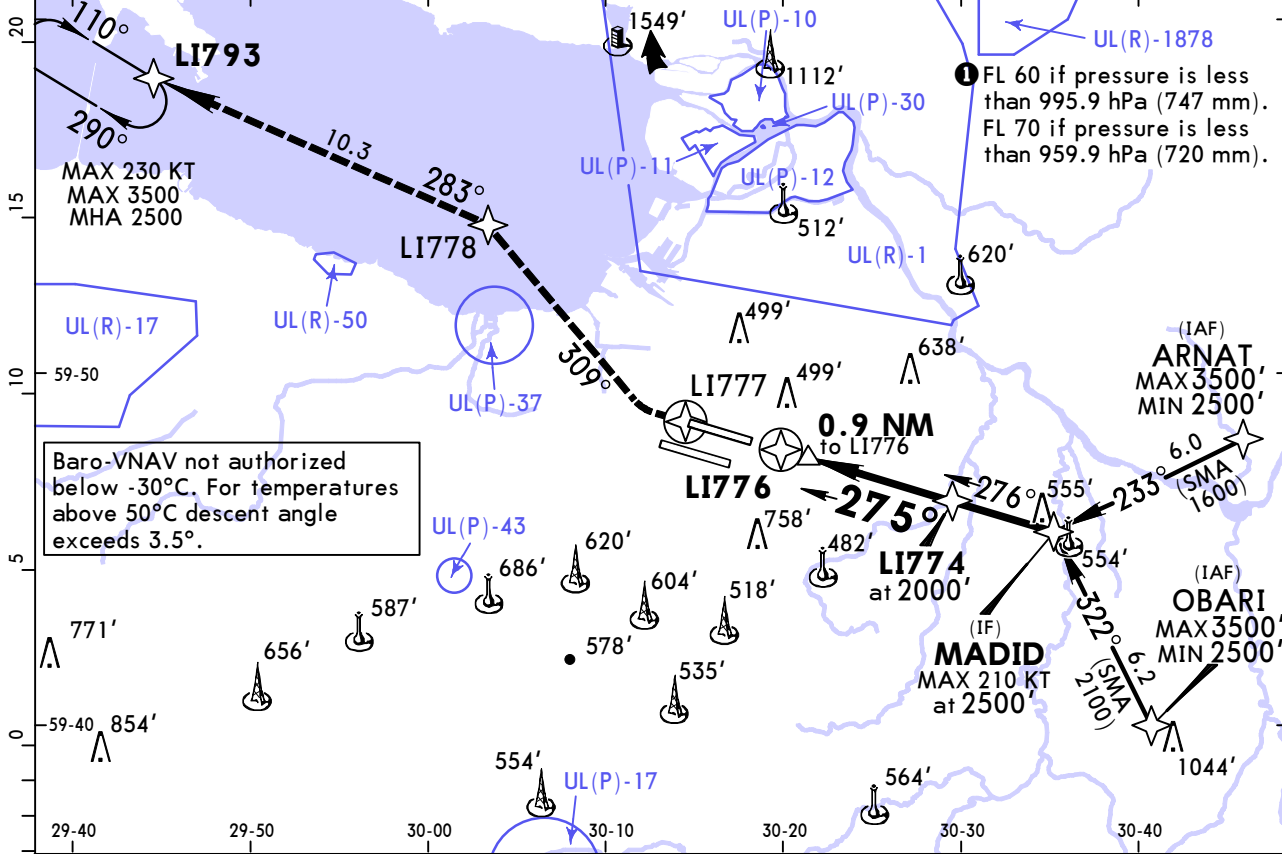 20
110°
LI793
290°
MAX 230 KT
MAX 3500
MHA 2500
10.3
283°
LI778
1549'
UL(P)-10
1112'
UL(P)-30
UL(P)-11
UL(P)-12
512'
UL(R)-1
620'
UL(R)-1878
1 FL 60 if pressure is less
than 995.9 hPa (747 mm).
FL 70 if pressure is less
than 959.9 hPa (720 mm).
15
UL(R)-17
UL(R)-50
UL(P)-37
309°
499'
499'
638'
LI777
10
59-50
0.9 NM
to LI776
LI776
275°
276°
555'
554'
(IAF)
ARNAT
MAX 3500'
MIN 2500'
6.0
233°
(SMA
1600)
Baro-VNAV not authorized
below -30°C. For temperatures
above 50°C descent angle
exceeds 3.5°.
UL(P)-43
5
758'
482'
LI774
at 2000'
(IF)
MADID
MAX 210 KT
at 2500'
322°
6.2
(SMA
2100)
(IAF)
OBARI
MAX 3500'
MIN 2500'
1044'
771'
656'
587'
686'
620'
604'
518'
578'
535'
854'
59-40
0
554'
UL(P)-17
564'
29-40
29-50
30-00
30-10
30-20
30-30
30-40